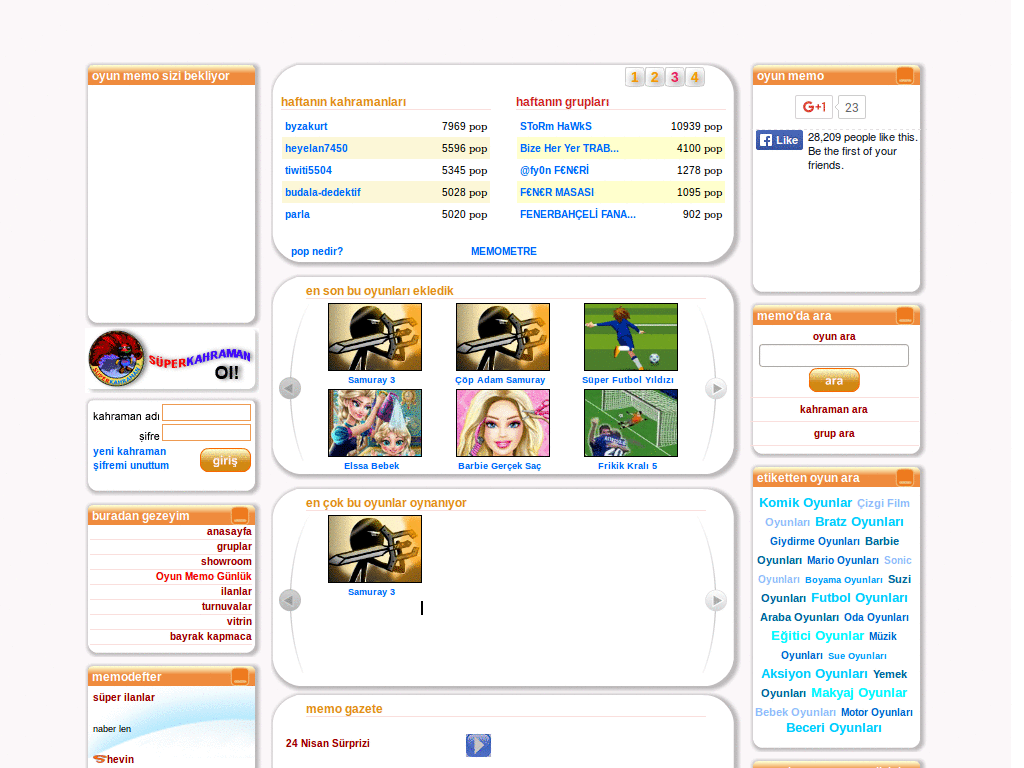 oyun memo sizi bekliyor
SÜPERKAHRAMAN
Ol!
SÜPERKAHRAMAN
kahraman adı
şifre
yeni kahraman
şifremi unuttum
giriş
buradan gezeyim
anasayfa
gruplar
showroom
Oyun Memo Günlük
ilanlar
turnuvalar
vitrin
bayrak kapmaca
memodefter
süper ilanlar
naber len
Shevin
1 2 3 4
haftanın kahramanları
byzakurt 7969 pop
heyelan7450 5596 pop
tiwiti5504 5345 pop
budala-dedektif 5028 pop
parla 5020 pop
haftanın grupları
SToRm HaWkS 10939 pop
Bize Her Yer TRAB... 4100 pop
@fy0n F€N€Rİ 1278 pop
F€N€R MASASI 1095 pop
FENERBAHÇELİ FANA... 902 pop
pop nedir? MEMOMETRE
en son bu oyunları ekledik
Samuray 3 Çöp Adam Samuray Süper Futbol Yıldızı
Elssa Bebek Barbie Gerçek Saç Frikik Kralı 5
en çok bu oyunlar oynanıyor
Samuray 3
memo gazete
24 Nisan Sürprizi
oyun memo
G+1 23
Like 28,209 people like this.
Be the first of your
friends.
memo'da ara
oyun ara
ara
kahraman ara
grup ara
etiketten oyun ara
Komik Oyunlar Çizgi Film
Oyunları Bratz Oyunları
Giydirme Oyunları Barbie
Oyunları Mario Oyunları Sonic
Oyunları Boyama Oyunları Suzi
Oyunları Futbol Oyunları
Araba Oyunları Oda Oyunları
Eğitici Oyunlar Müzik
Oyunları Sue Oyunları
Aksiyon Oyunları Yemek
Oyunları Makyaj Oyunlar
Bebek Oyunları Motor Oyunları
Beceri Oyunları